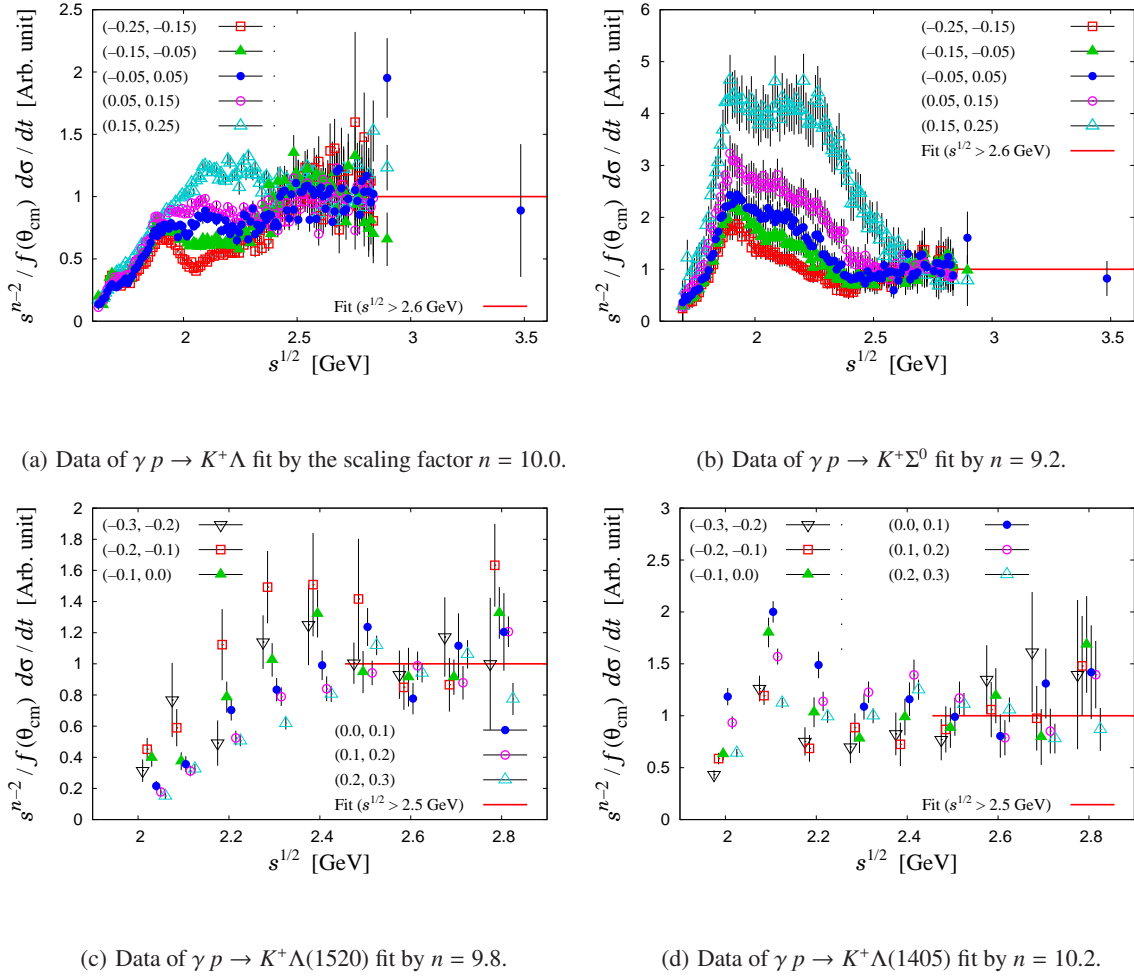 s^{n−2} / f (θ_cm) dσ / dt [Arb. unit]
2.5
2
1.5
1
0.5
0
(−0.25, −0.15)
(−0.15, −0.05)
(−0.05, 0.05)
(0.05, 0.15)
(0.15, 0.25)
Fit (s^{1/2} > 2.6 GeV)
2 2.5 3 3.5
s^{1/2} [GeV]
s^{n−2} / f (θ_cm) dσ / dt [Arb. unit]
6
5
4
3
2
1
0
(−0.25, −0.15)
(−0.15, −0.05)
(−0.05, 0.05)
(0.05, 0.15)
(0.15, 0.25)
Fit (s^{1/2} > 2.6 GeV)
2 2.5 3 3.5
s^{1/2} [GeV]
(a) Data of γ p → K⁺Λ fit by the scaling factor n = 10.0.
(b) Data of γ p → K⁺Σ⁰ fit by n = 9.2.
s^{n−2} / f (θ_cm) dσ / dt [Arb. unit]
2
1.8
1.6
1.4
1.2
1
0.8
0.6
0.4
0.2
0
(−0.3, −0.2)
(−0.2, −0.1)
(−0.1, 0.0)
(0.0, 0.1)
(0.1, 0.2)
(0.2, 0.3)
Fit (s^{1/2} > 2.5 GeV)
2 2.2 2.4 2.6 2.8
s^{1/2} [GeV]
s^{n−2} / f (θ_cm) dσ / dt [Arb. unit]
3
2.5
2
1.5
1
0.5
0
(−0.3, −0.2)
(−0.2, −0.1)
(−0.1, 0.0)
(0.0, 0.1)
(0.1, 0.2)
(0.2, 0.3)
Fit (s^{1/2} > 2.5 GeV)
2 2.2 2.4 2.6 2.8
s^{1/2} [GeV]
(c) Data of γ p → K⁺Λ(1520) fit by n = 9.8.
(d) Data of γ p → K⁺Λ(1405) fit by n = 10.2.